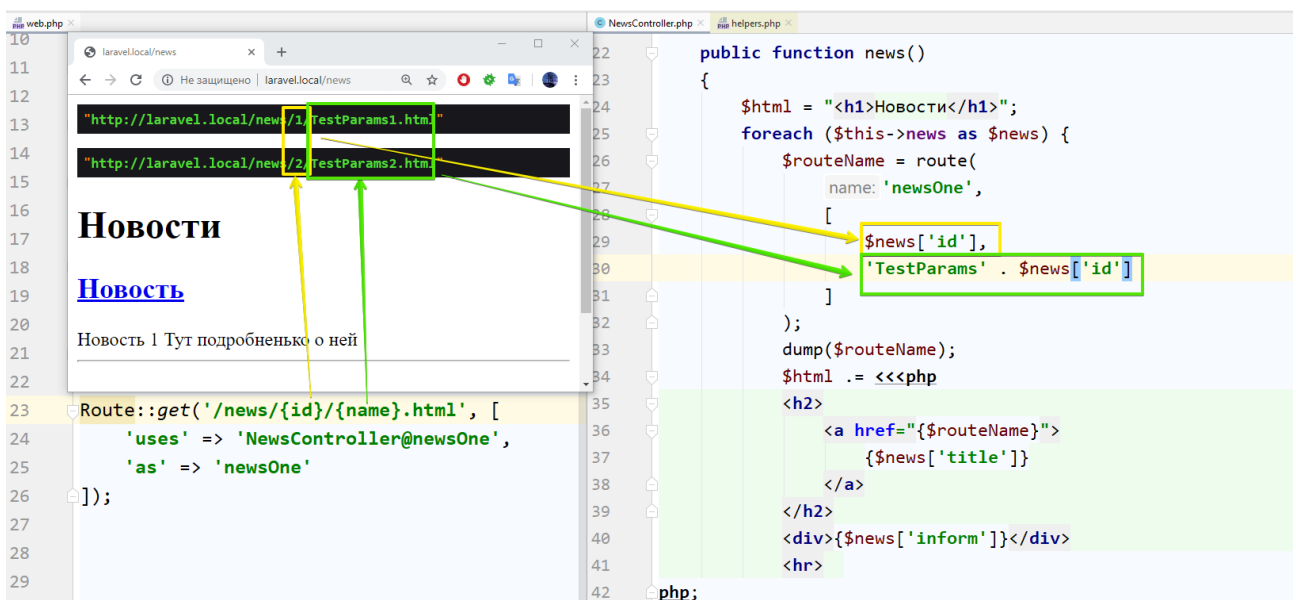 web.php
10
11
12
13
14
15
16
17
18
19
20
21
22
laravel.local/news
Не защищено | laravel.local/news
"http://laravel.local/news/1/TestParams1.html"
"http://laravel.local/news/2/TestParams2.html"
Новости
Новость
Новость 1 Тут подробненько о ней
23 Route::get('/news/{id}/{name}.html', [
24 'uses' => 'NewsController@newsOne',
25 'as' => 'newsOne'
26 ]);
27
28
29
NewsController.php helpers.php
22 public function news()
23 {
24 $html = "<h1>Новости</h1>";
25 foreach ($this->news as $news) {
26 $routeName = route(
27 name: 'newsOne',
28 [
29 $news['id'],
30 'TestParams' . $news['id']
31 ]
32 );
33 dump($routeName);
34 $html .= <<<php
35 <h2>
36 <a href="{$routeName}">
37 {$news['title']}
38 </a>
39 </h2>
40 <div>{$news['inform']}</div>
41 <hr>
42 php;